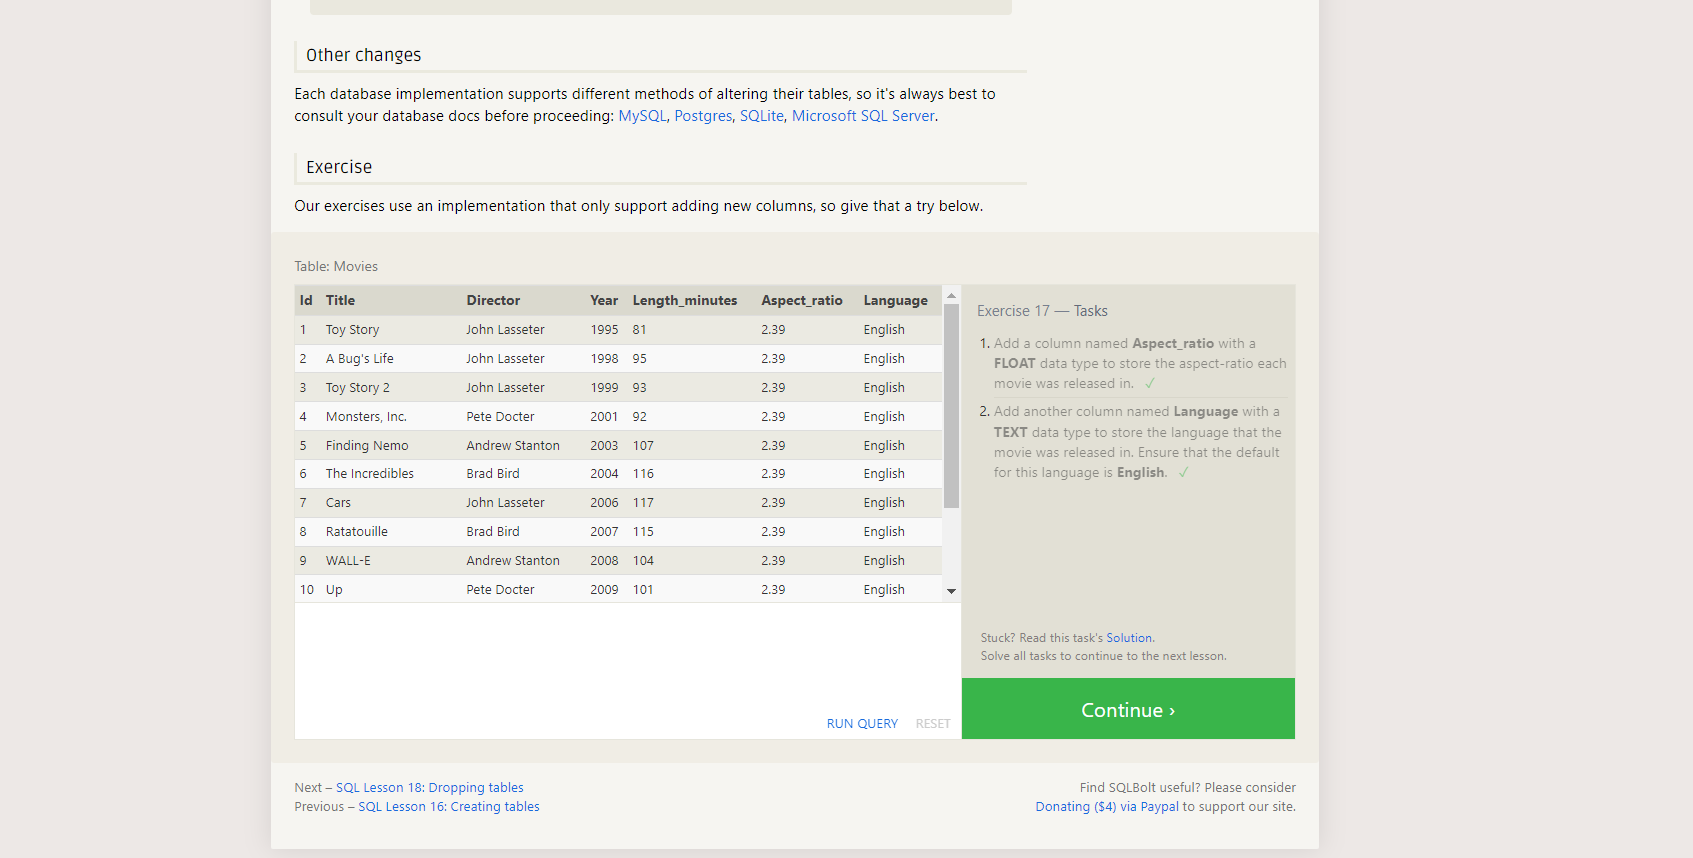 Other changes
Each database implementation supports different methods of altering their tables, so it's always best to
consult your database docs before proceeding: MySQL, Postgres, SQLite, Microsoft SQL Server.
Exercise
Our exercises use an implementation that only support adding new columns, so give that a try below.
Table: Movies
Id Title Director Year Length_minutes Aspect_ratio Language
1 Toy Story John Lasseter 1995 81 2.39 English
2 A Bug's Life John Lasseter 1998 95 2.39 English
3 Toy Story 2 John Lasseter 1999 93 2.39 English
4 Monsters, Inc. Pete Docter 2001 92 2.39 English
5 Finding Nemo Andrew Stanton 2003 107 2.39 English
6 The Incredibles Brad Bird 2004 116 2.39 English
7 Cars John Lasseter 2006 117 2.39 English
8 Ratatouille Brad Bird 2007 115 2.39 English
9 WALL-E Andrew Stanton 2008 104 2.39 English
10 Up Pete Docter 2009 101 2.39 English
RUN QUERY RESET
Exercise 17 — Tasks
1. Add a column named Aspect_ratio with a
FLOAT data type to store the aspect-ratio each
movie was released in. ✓
2. Add another column named Language with a
TEXT data type to store the language that the
movie was released in. Ensure that the default
for this language is English. ✓
Stuck? Read this task's Solution.
Solve all tasks to continue to the next lesson.
Continue ›
Next – SQL Lesson 18: Dropping tables
Previous – SQL Lesson 16: Creating tables
Find SQLBolt useful? Please consider
Donating ($4) via Paypal to support our site.